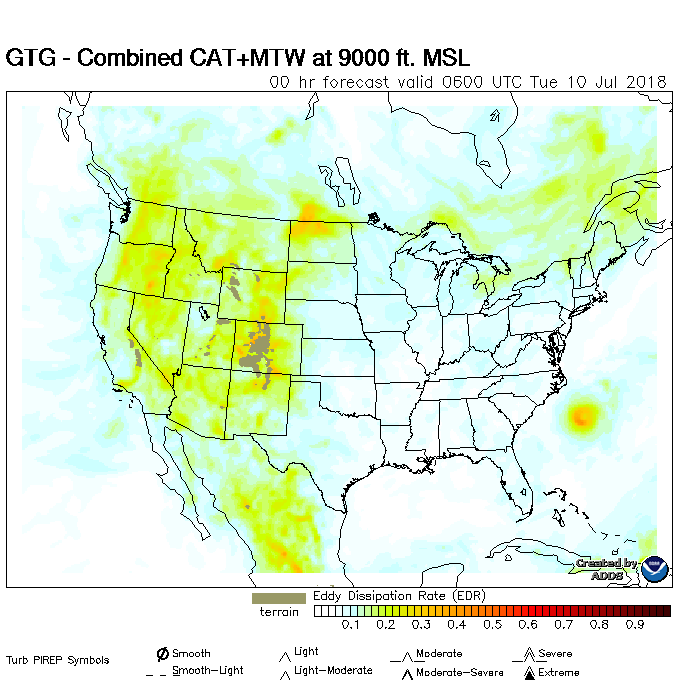 GTG - Combined CAT+MTW at 9000 ft. MSL
00 hr forecast valid 0600 UTC Tue 10 Jul 2018
Created by
ADDS
Eddy Dissipation Rate (EDR)
terrain
0.1 0.2 0.3 0.4 0.5 0.6 0.7 0.8 0.9
Turb PIREP Symbols
Smooth Light Moderate Severe
Smooth-Light Light-Moderate Moderate-Severe Extreme